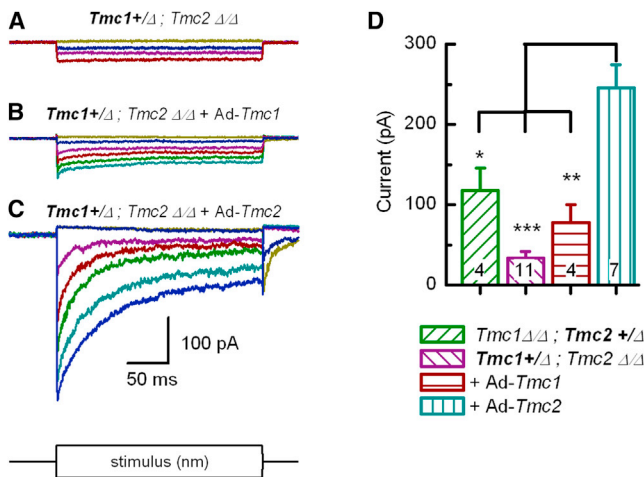 A
Tmc1+/Δ ; Tmc2 Δ/Δ
B
Tmc1+/Δ ; Tmc2 Δ/Δ + Ad-Tmc1
C
Tmc1+/Δ ; Tmc2 Δ/Δ + Ad-Tmc2
100 pA
50 ms
stimulus (nm)
D
Current (pA)
300
200
100
0
*
***
**
4
11
4
7
Tmc1Δ/Δ ; Tmc2 +/Δ
Tmc1+/Δ ; Tmc2 Δ/Δ
+ Ad-Tmc1
+ Ad-Tmc2